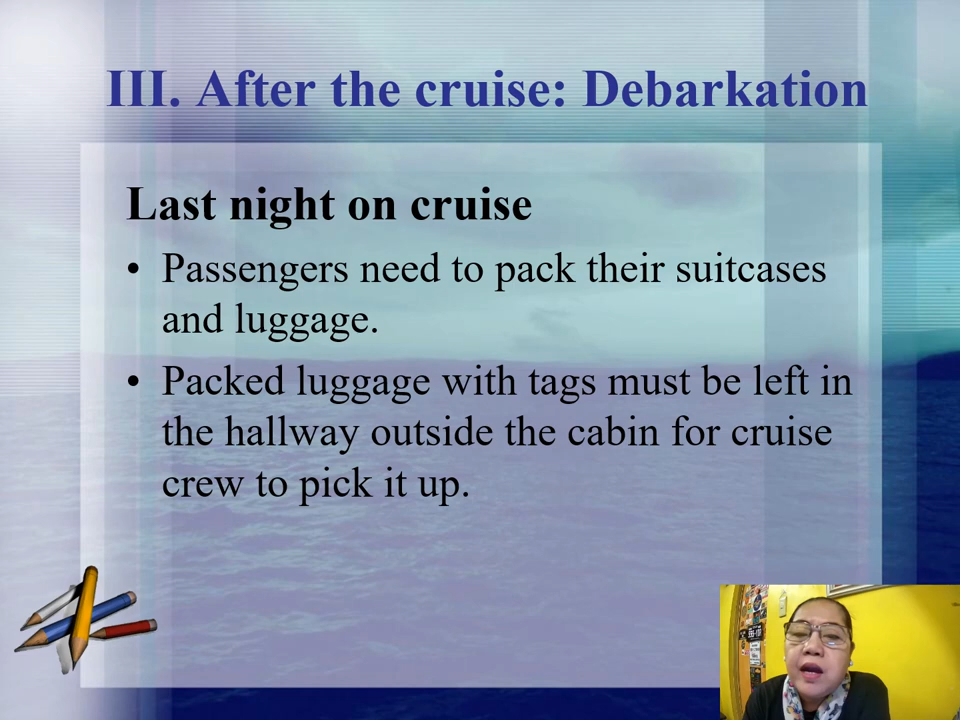 III. After the cruise: Debarkation
Last night on cruise
• Passengers need to pack their suitcases
and luggage.
• Packed luggage with tags must be left in
the hallway outside the cabin for cruise
crew to pick it up.